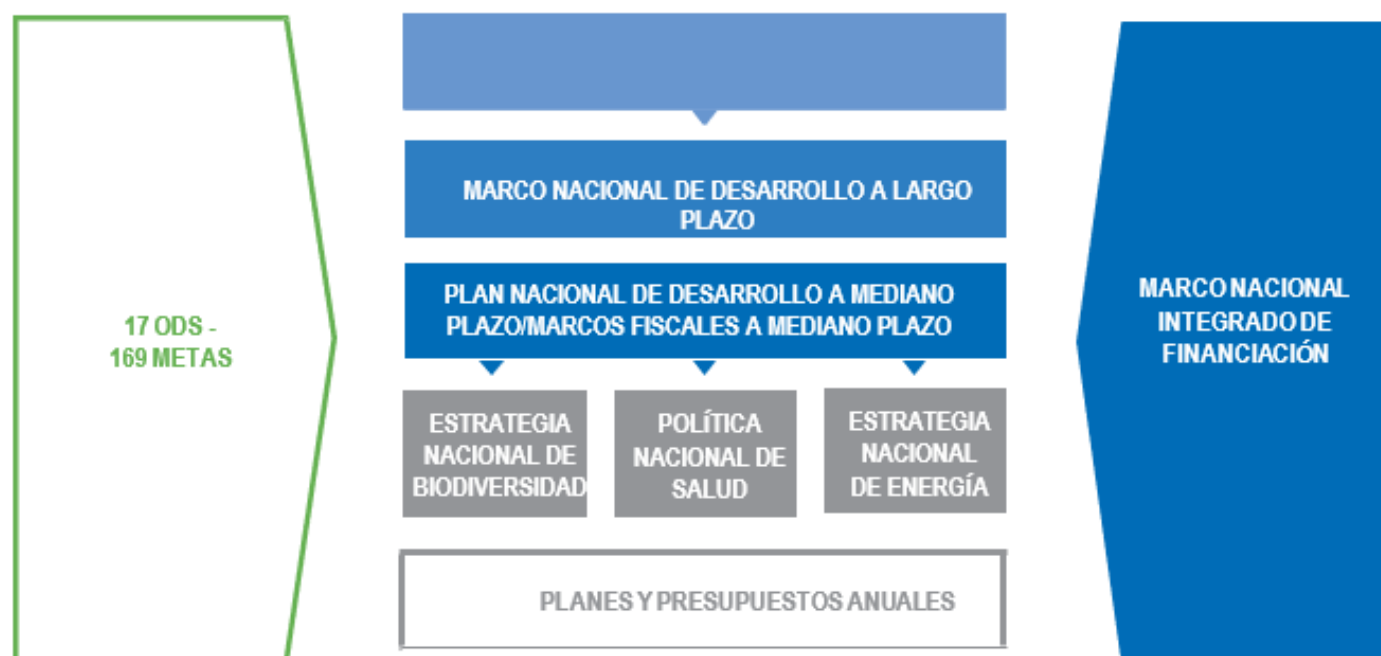 17 ODS -
169 METAS
MARCO NACIONAL DE DESARROLLO A LARGO
PLAZO
PLAN NACIONAL DE DESARROLLO A MEDIANO
PLAZO/MARCOS FISCALES A MEDIANO PLAZO
ESTRATEGIA
NACIONAL DE
BIODIVERSIDAD
POLÍTICA
NACIONAL DE
SALUD
ESTRATEGIA
NACIONAL
DE ENERGÍA
PLANES Y PRESUPUESTOS ANUALES
MARCO NACIONAL
INTEGRADO DE
FINANCIACIÓN